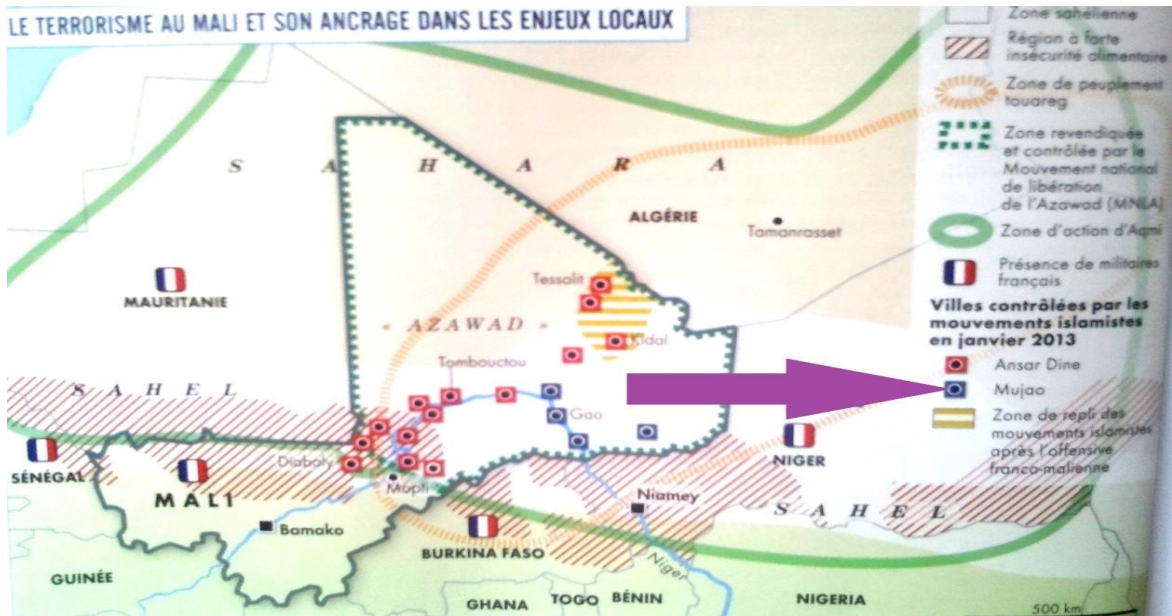 LE TERRORISME AU MALI ET SON ANCRAGE DANS LES ENJEUX LOCAUX
Zone sahélienne
Région à forte
insécurité alimentaire
Zone de peuplement
touareg
Zone revendiquée
et contrôlée par le
Mouvement national
de libération
de l'Azawad (MNLA)
Zone d'action d'Aqmi
Présence de militaires
français
Villes contrôlées par les
mouvements islamistes
en janvier 2013
Ansar Dine
Mujao
Zone de repli des
mouvements islamistes
après l'offensive
franco-malienne
SAHARA
ALGÉRIE
Tamanrasset
Tessalit
MAURITANIE
« AZAWAD »
Kidal
Tombouctou
SAHEL
Gao
SÉNÉGAL
Diabaly
NIGER
MALI
Mopti
Niamey
SAHEL
Bamako
BURKINA FASO
Niger
GUINÉE
GHANA
TOGO
BÉNIN
NIGERIA
500 km